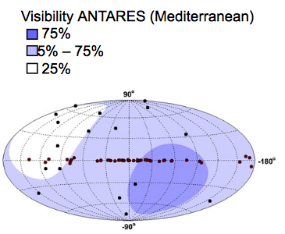 Visibility ANTARES (Mediterranean)
75%
5% – 75%
25%
90°
-180°
-90°